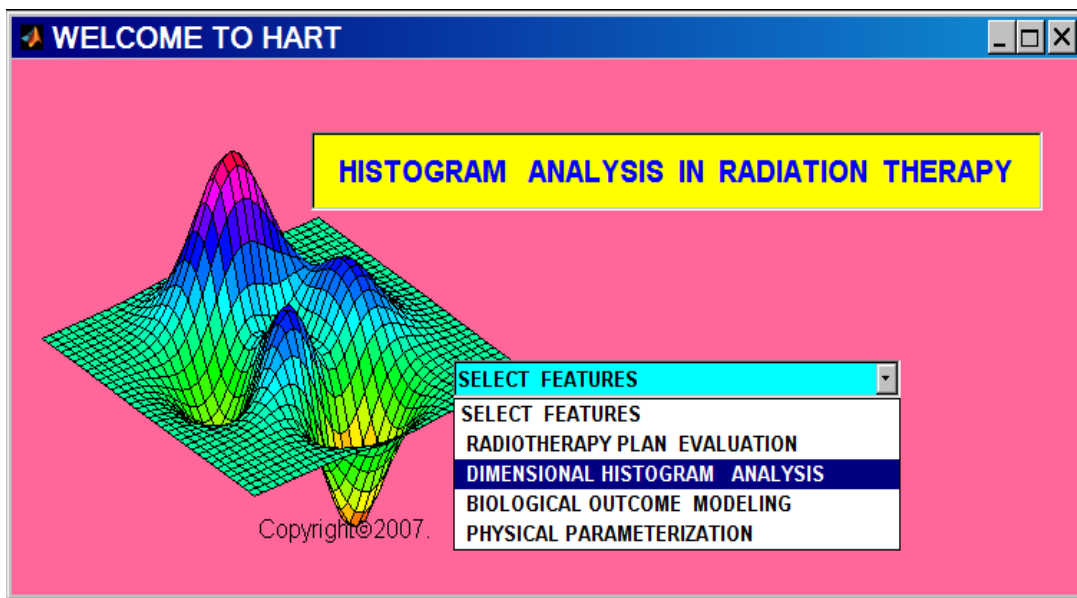 WELCOME TO HART
HISTOGRAM ANALYSIS IN RADIATION THERAPY
SELECT FEATURES
SELECT FEATURES
RADIOTHERAPY PLAN EVALUATION
DIMENSIONAL HISTOGRAM ANALYSIS
BIOLOGICAL OUTCOME MODELING
PHYSICAL PARAMETERIZATION
Copyright©2007.